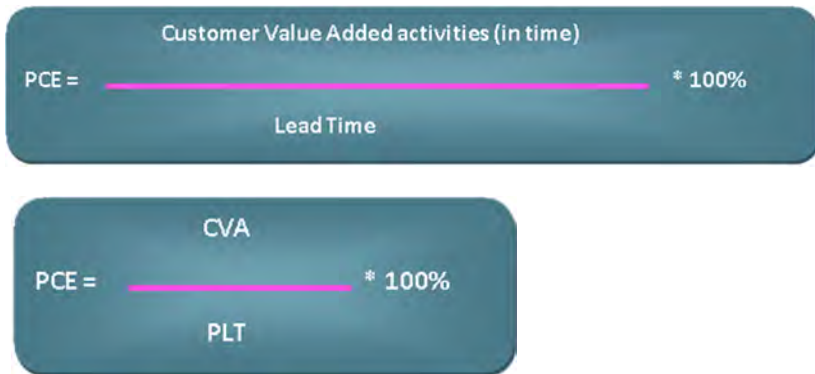 Customer Value Added activities (in time)
PCE = * 100%
Lead Time
CVA
PCE = * 100%
PLT